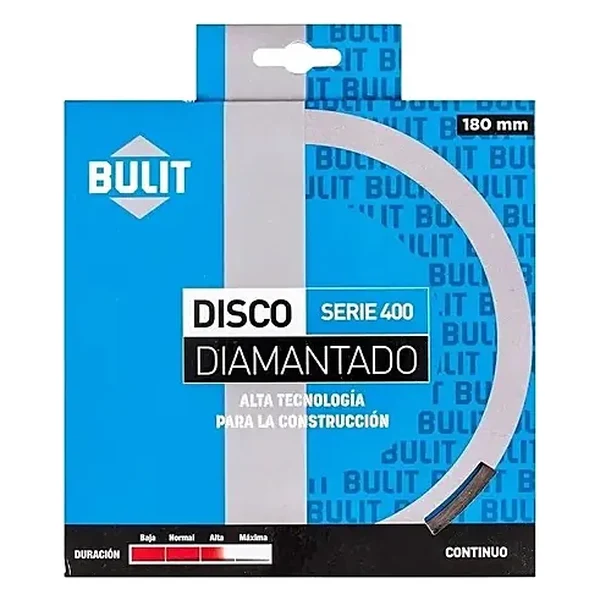 180 mm
BULIT
DISCO SERIE 400
DIAMANTADO
ALTA TECNOLOGÍA
PARA LA CONSTRUCCIÓN
Baja Normal Alta Máxima
DURACIÓN
CONTINUO